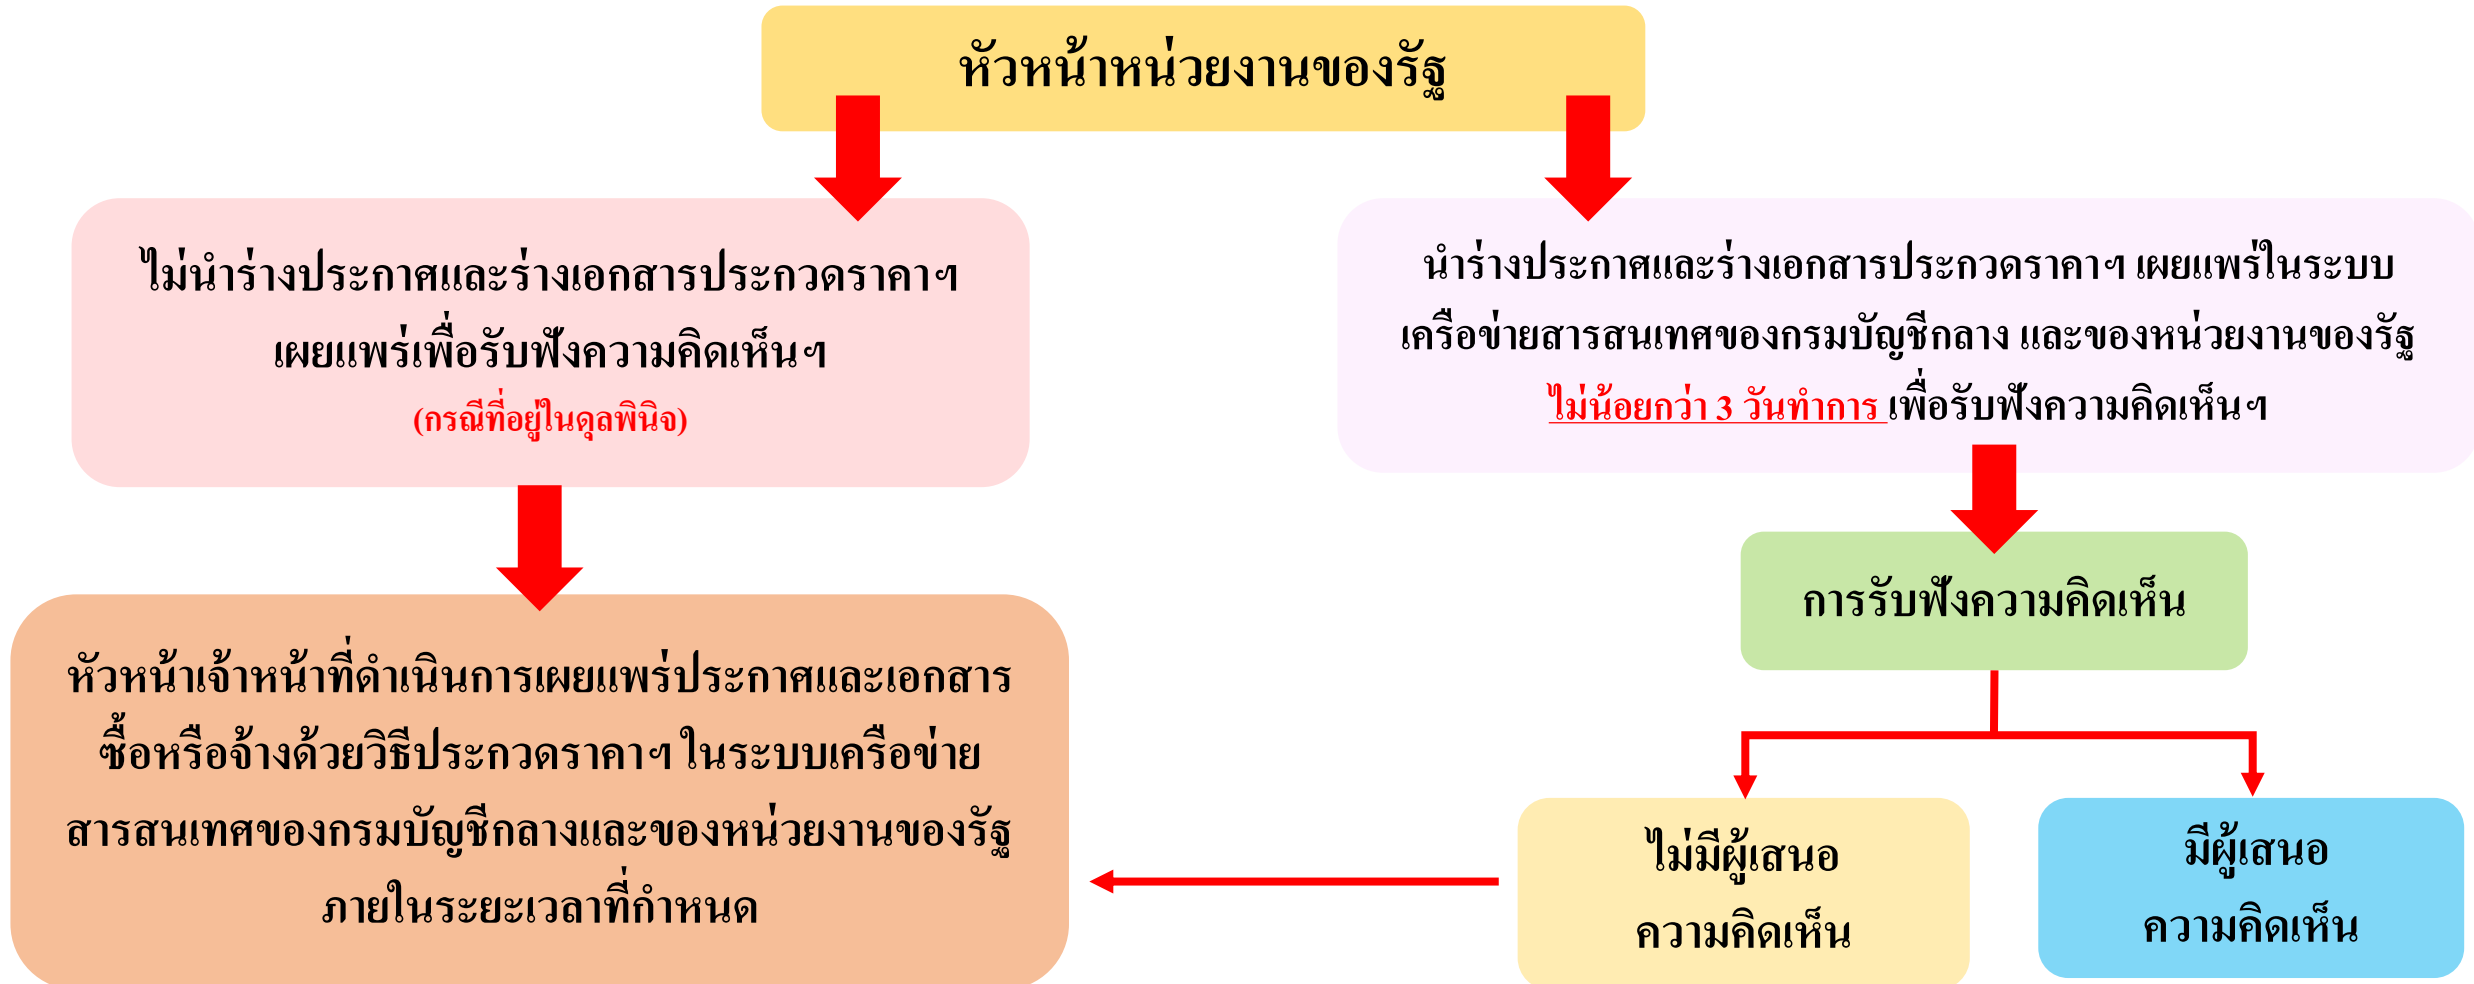 หัวหน้าหน่วยงานของรัฐ
ไม่นำร่างประกาศและร่างเอกสารประกวดราคาฯ
เผยแพร่เพื่อรับฟังความคิดเห็นฯ
(กรณีที่อยู่ในดุลพินิจ)
นำร่างประกาศและร่างเอกสารประกวดราคาฯ เผยแพร่ในระบบ
เครือข่ายสารสนเทศของกรมบัญชีกลาง และของหน่วยงานของรัฐ
ไม่น้อยกว่า 3 วันทำการ เพื่อรับฟังความคิดเห็นฯ
การรับฟังความคิดเห็น
หัวหน้าเจ้าหน้าที่ดำเนินการเผยแพร่ประกาศและเอกสาร
ซื้อหรือจ้างด้วยวิธีประกวดราคาฯ ในระบบเครือข่าย
สารสนเทศของกรมบัญชีกลางและของหน่วยงานของรัฐ
ภายในระยะเวลาที่กำหนด
ไม่มีผู้เสนอ
ความคิดเห็น
มีผู้เสนอ
ความคิดเห็น